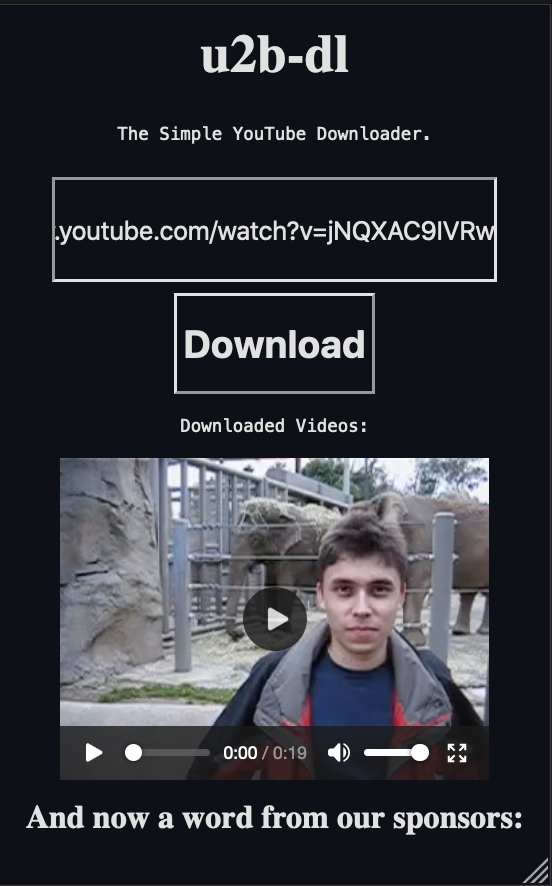 u2b-dl
The Simple YouTube Downloader.
.youtube.com/watch?v=jNQXAC9IVRw
Download
Downloaded Videos:
0:00 / 0:19
And now a word from our sponsors: